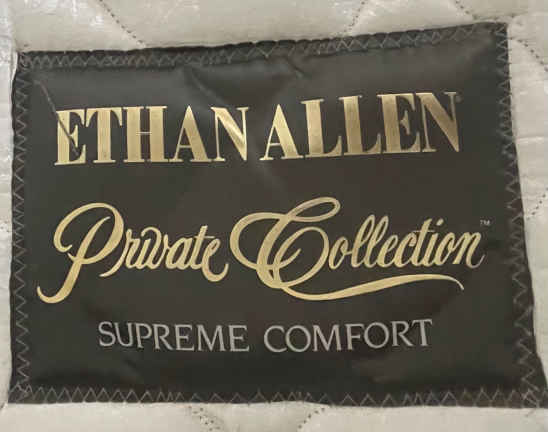 ETHAN ALLEN
Private Collection™
SUPREME COMFORT